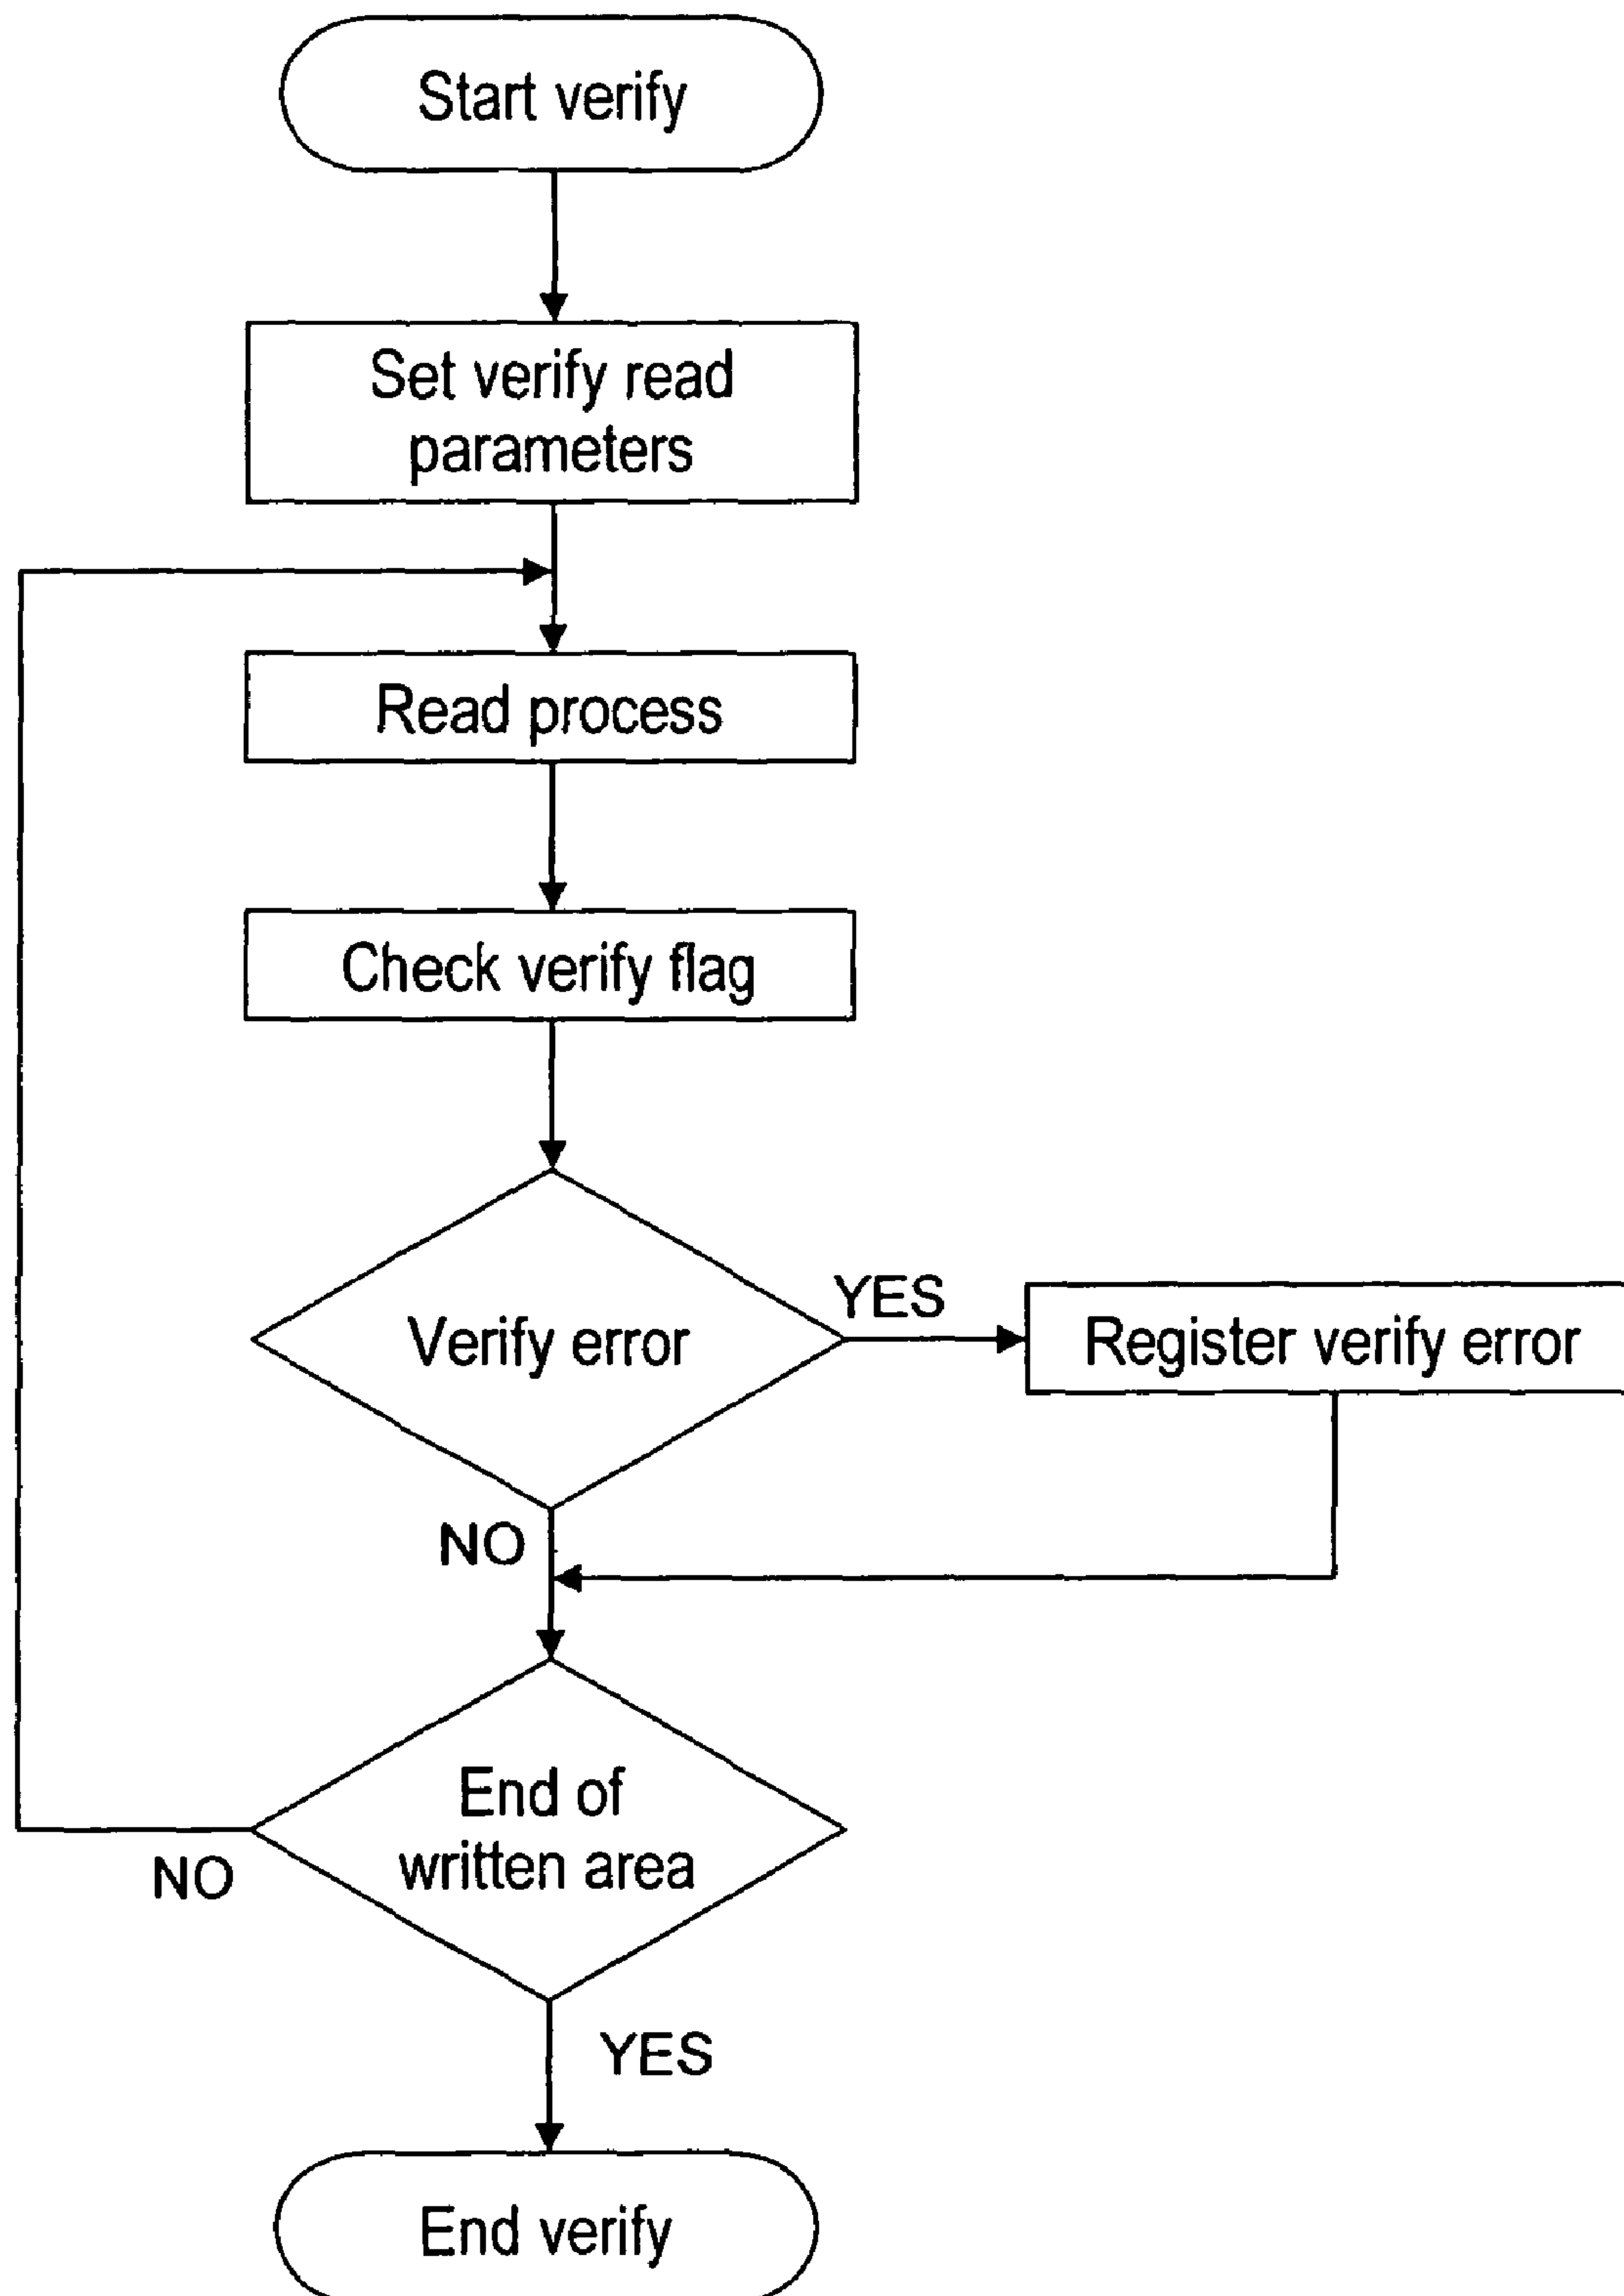 Start verify
Set verify read
parameters
Read process
Check verify flag
Verify error
YES
Register verify error
NO
End of
written area
NO
YES
End verify